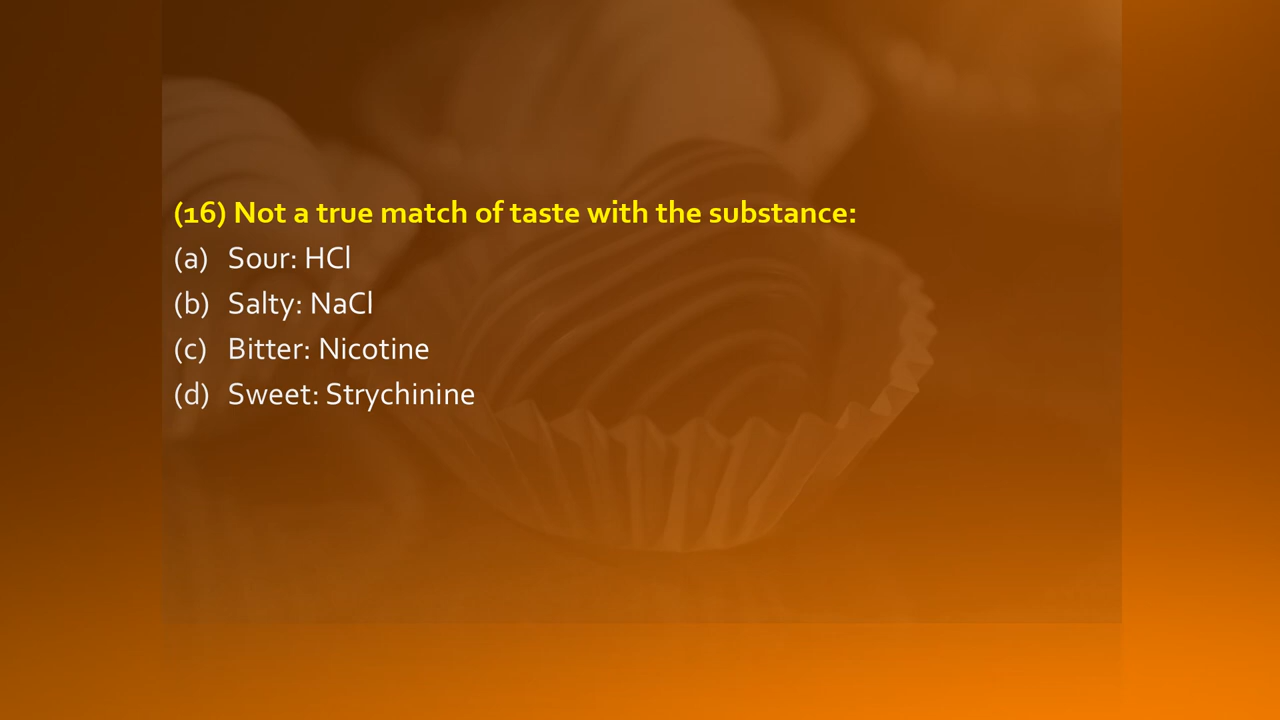 (16) Not a true match of taste with the substance:
(a) Sour: HCl
(b) Salty: NaCl
(c) Bitter: Nicotine
(d) Sweet: Strychinine